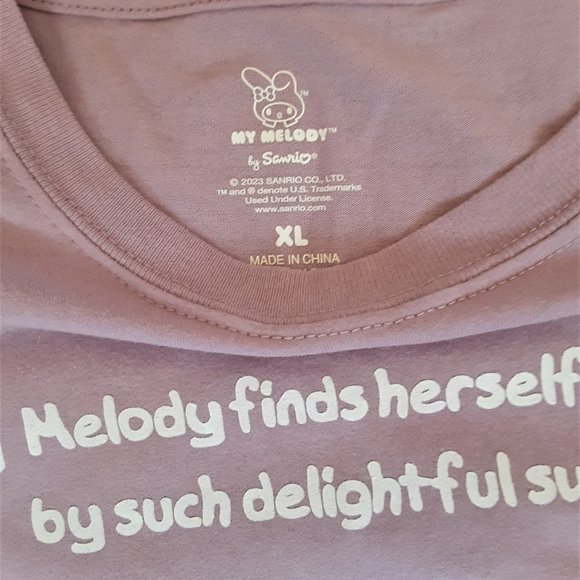 TM
MY MELODY™
by Sanrio®
© 2023 SANRIO CO., LTD.
TM and ® denote U.S. Trademarks
Used Under License.
www.sanrio.com
XL
MADE IN CHINA
Melody finds herself
by such delightful su